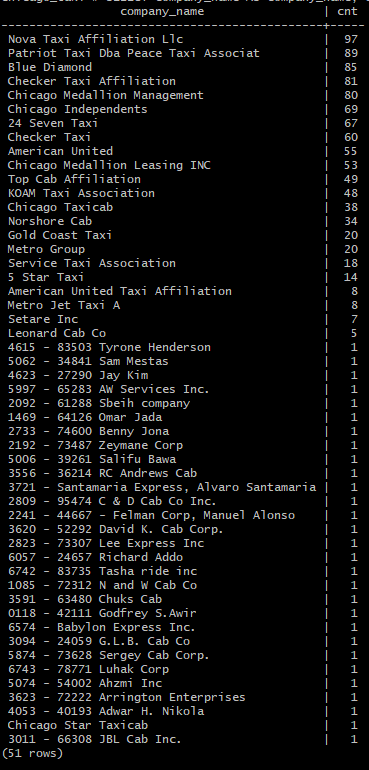 company_name | cnt
Nova Taxi Affiliation Llc | 97
Patriot Taxi Dba Peace Taxi Associat | 89
Blue Diamond | 85
Checker Taxi Affiliation | 81
Chicago Medallion Management | 80
Chicago Independents | 69
24 Seven Taxi | 67
Checker Taxi | 60
American United | 55
Chicago Medallion Leasing INC | 53
Top Cab Affiliation | 49
KOAM Taxi Association | 48
Chicago Taxicab | 38
Norshore Cab | 34
Gold Coast Taxi | 20
Metro Group | 20
Service Taxi Association | 18
5 Star Taxi | 14
American United Taxi Affiliation | 8
Metro Jet Taxi A | 8
Setare Inc | 7
Leonard Cab Co | 5
4615 - 83503 Tyrone Henderson | 1
5062 - 34841 Sam Mestas | 1
4623 - 27290 Jay Kim | 1
5997 - 65283 AW Services Inc. | 1
2092 - 61288 Sbeih company | 1
1469 - 64126 Omar Jada | 1
2733 - 74600 Benny Jona | 1
2192 - 73487 Zeymane Corp | 1
5006 - 39261 Salifu Bawa | 1
3556 - 36214 RC Andrews Cab | 1
3721 - Santamaria Express, Alvaro Santamaria | 1
2809 - 95474 C & D Cab Co Inc. | 1
2241 - 44667 - Felman Corp, Manuel Alonso | 1
3620 - 52292 David K. Cab Corp. | 1
2823 - 73307 Lee Express Inc | 1
6057 - 24657 Richard Addo | 1
6742 - 83735 Tasha ride inc | 1
1085 - 72312 N and W Cab Co | 1
3591 - 63480 Chuks Cab | 1
0118 - 42111 Godfrey S.Awir | 1
6574 - Babylon Express Inc. | 1
3094 - 24059 G.L.B. Cab Co | 1
5874 - 73628 Sergey Cab Corp. | 1
6743 - 78771 Luhak Corp | 1
5074 - 54002 Ahzmi Inc | 1
3623 - 72222 Arrington Enterprises | 1
4053 - 40193 Adwar H. Nikola | 1
Chicago Star Taxicab | 1
3011 - 66308 JBL Cab Inc. | 1
(51 rows)